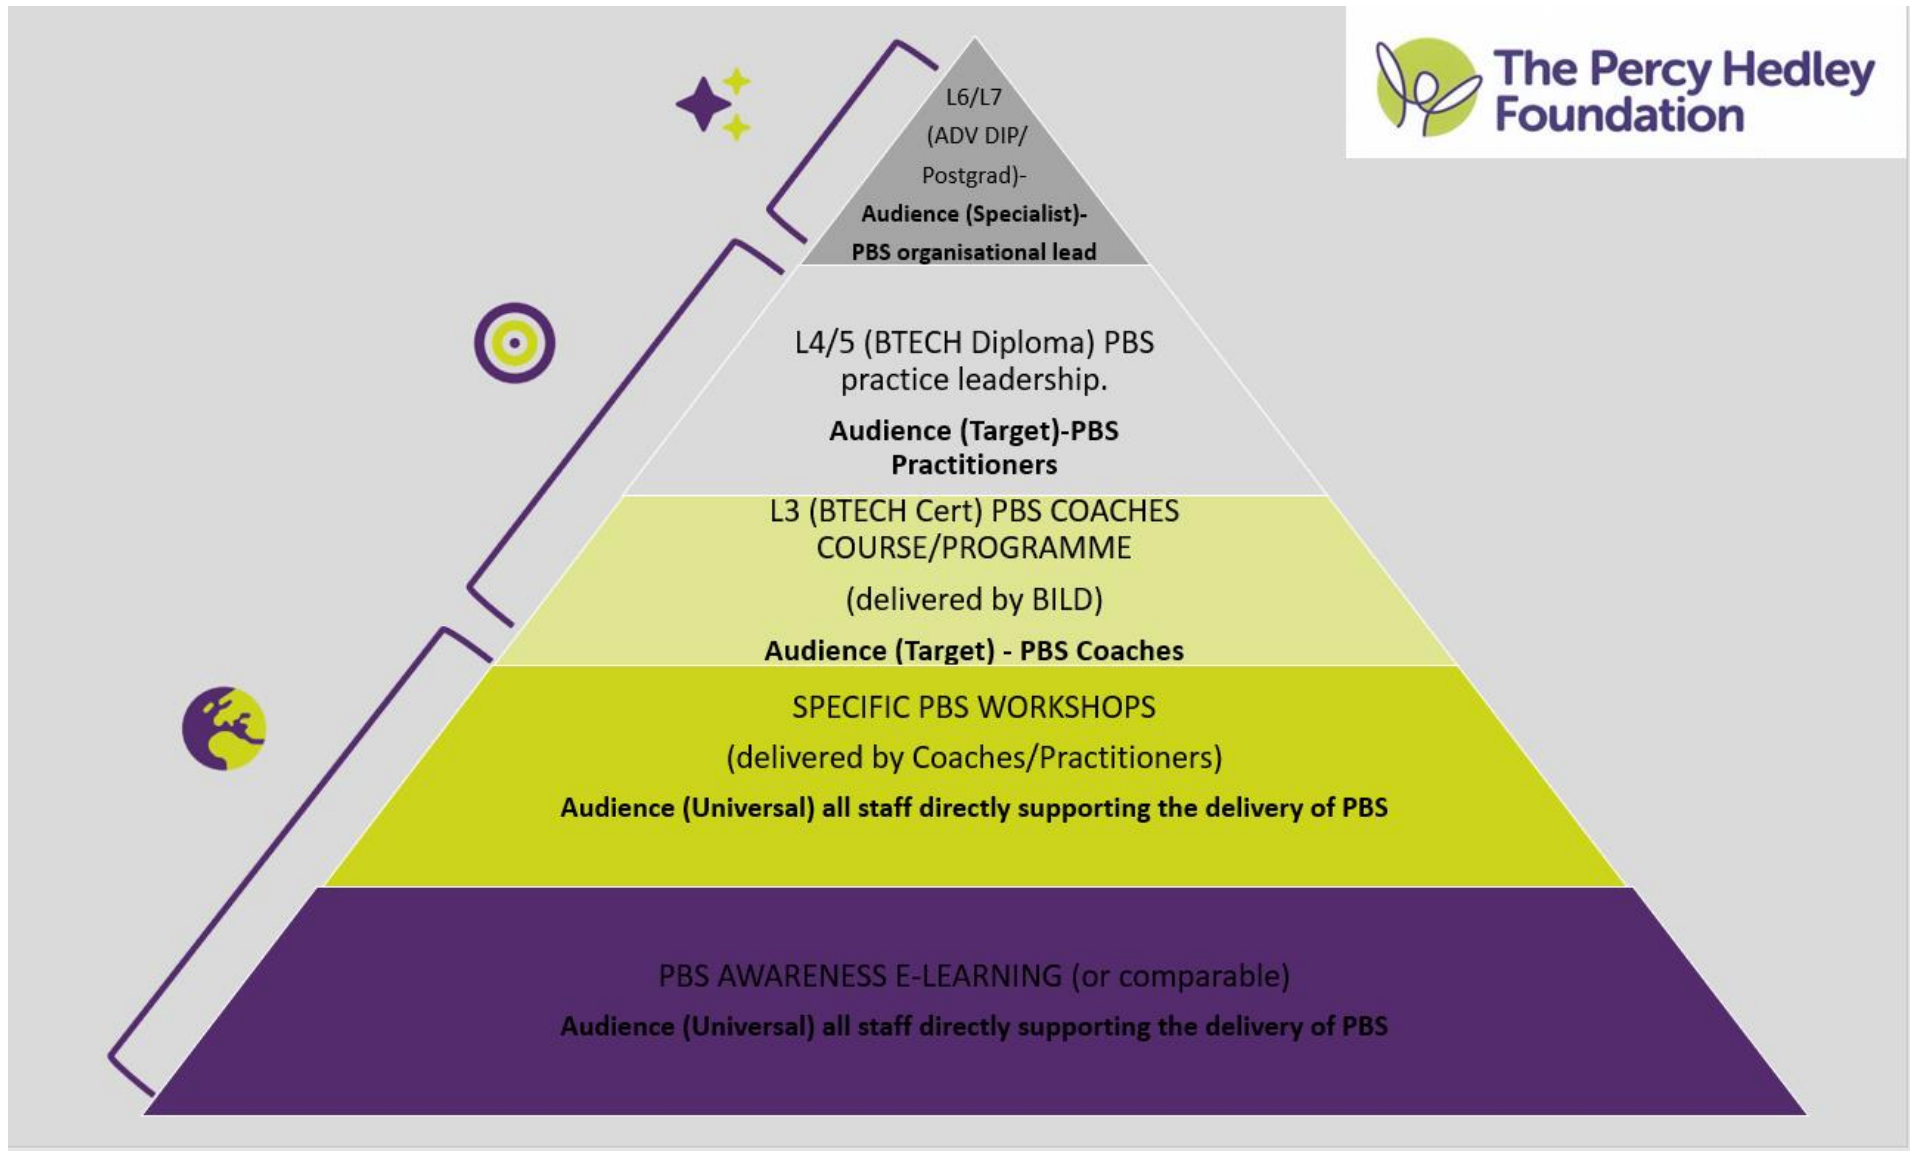 The Percy Hedley
Foundation
L6/L7
(ADV DIP/
Postgrad)-
Audience (Specialist)-
PBS organisational lead
L4/5 (BTECH Diploma) PBS
practice leadership.
Audience (Target)-PBS
Practitioners
L3 (BTECH Cert) PBS COACHES
COURSE/PROGRAMME
(delivered by BILD)
Audience (Target) - PBS Coaches
SPECIFIC PBS WORKSHOPS
(delivered by Coaches/Practitioners)
Audience (Universal) all staff directly supporting the delivery of PBS
PBS AWARENESS E-LEARNING (or comparable)
Audience (Universal) all staff directly supporting the delivery of PBS